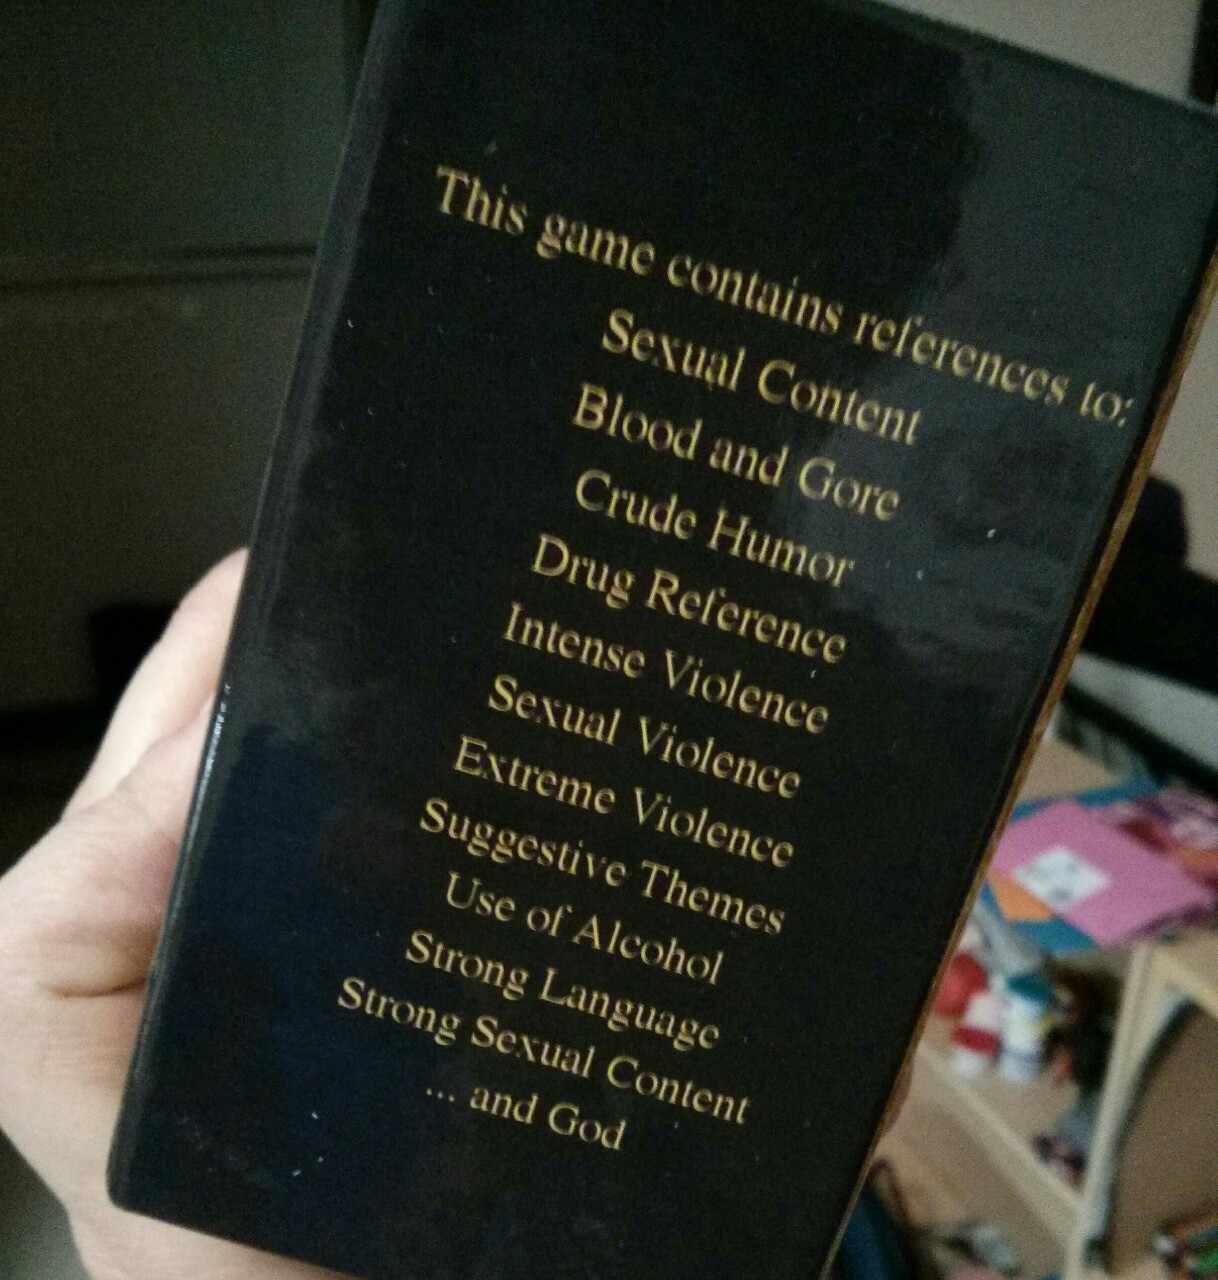 This game contains references to:
Sexual Content
Blood and Gore
Crude Humor
Drug Reference
Intense Violence
Sexual Violence
Extreme Violence
Suggestive Themes
Use of Alcohol
Strong Language
Strong Sexual Content
... and God